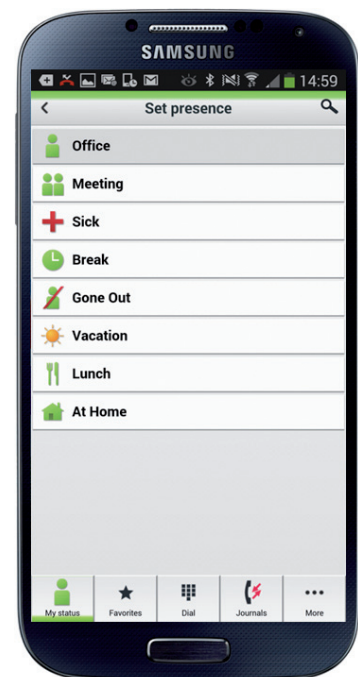 SAMSUNG
14:59
Set presence
Office
Meeting
Sick
Break
Gone Out
Vacation
Lunch
At Home
My status Favorites Dial Journals More